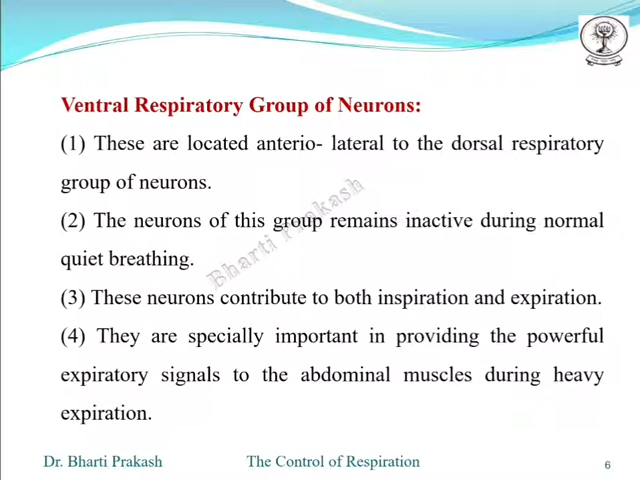 Ventral Respiratory Group of Neurons:
(1) These are located anterio- lateral to the dorsal respiratory
group of neurons.
(2) The neurons of this group remains inactive during normal
quiet breathing.
(3) These neurons contribute to both inspiration and expiration.
(4) They are specially important in providing the powerful
expiratory signals to the abdominal muscles during heavy
expiration.
Bharti Prakash
Dr. Bharti Prakash
The Control of Respiration
6